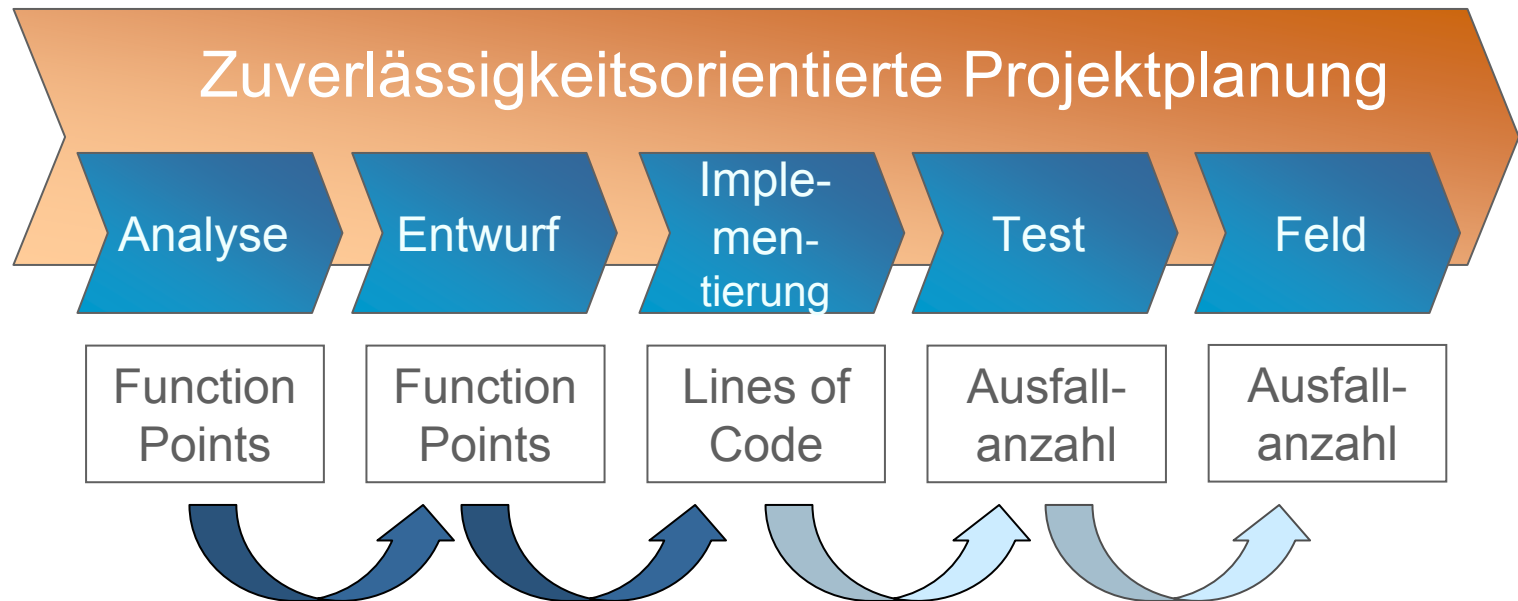 Zuverlässigkeitsorientierte Projektplanung
Analyse
Entwurf
Imple-
men-
tierung
Test
Feld
Function
Points
Function
Points
Lines of
Code
Ausfall-
anzahl
Ausfall-
anzahl